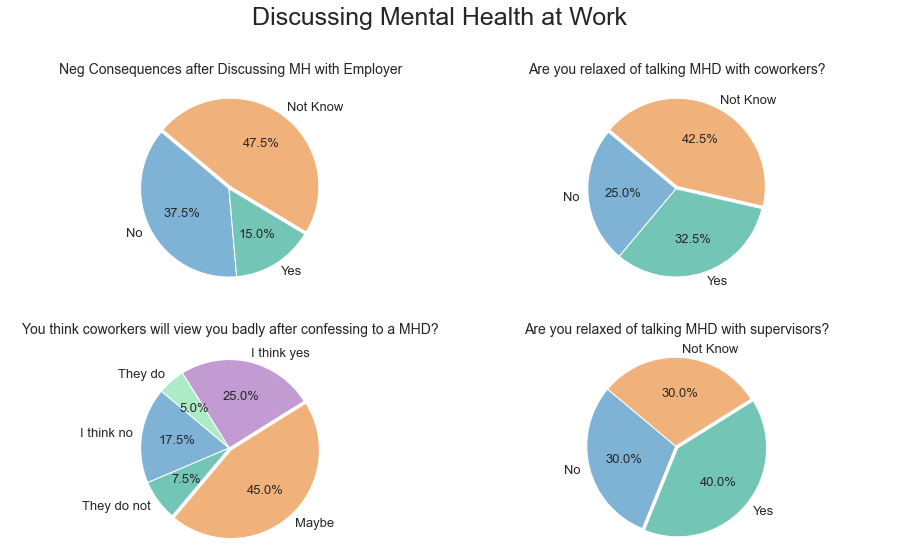 Discussing Mental Health at Work
Neg Consequences after Discussing MH with Employer
Not Know
47.5%
37.5%
No
15.0%
Yes
Are you relaxed of talking MHD with coworkers?
Not Know
42.5%
No
25.0%
32.5%
Yes
You think coworkers will view you badly after confessing to a MHD?
I think yes
They do
25.0%
5.0%
I think no
17.5%
7.5%
They do not
45.0%
Maybe
Are you relaxed of talking MHD with supervisors?
Not Know
30.0%
30.0%
No
40.0%
Yes